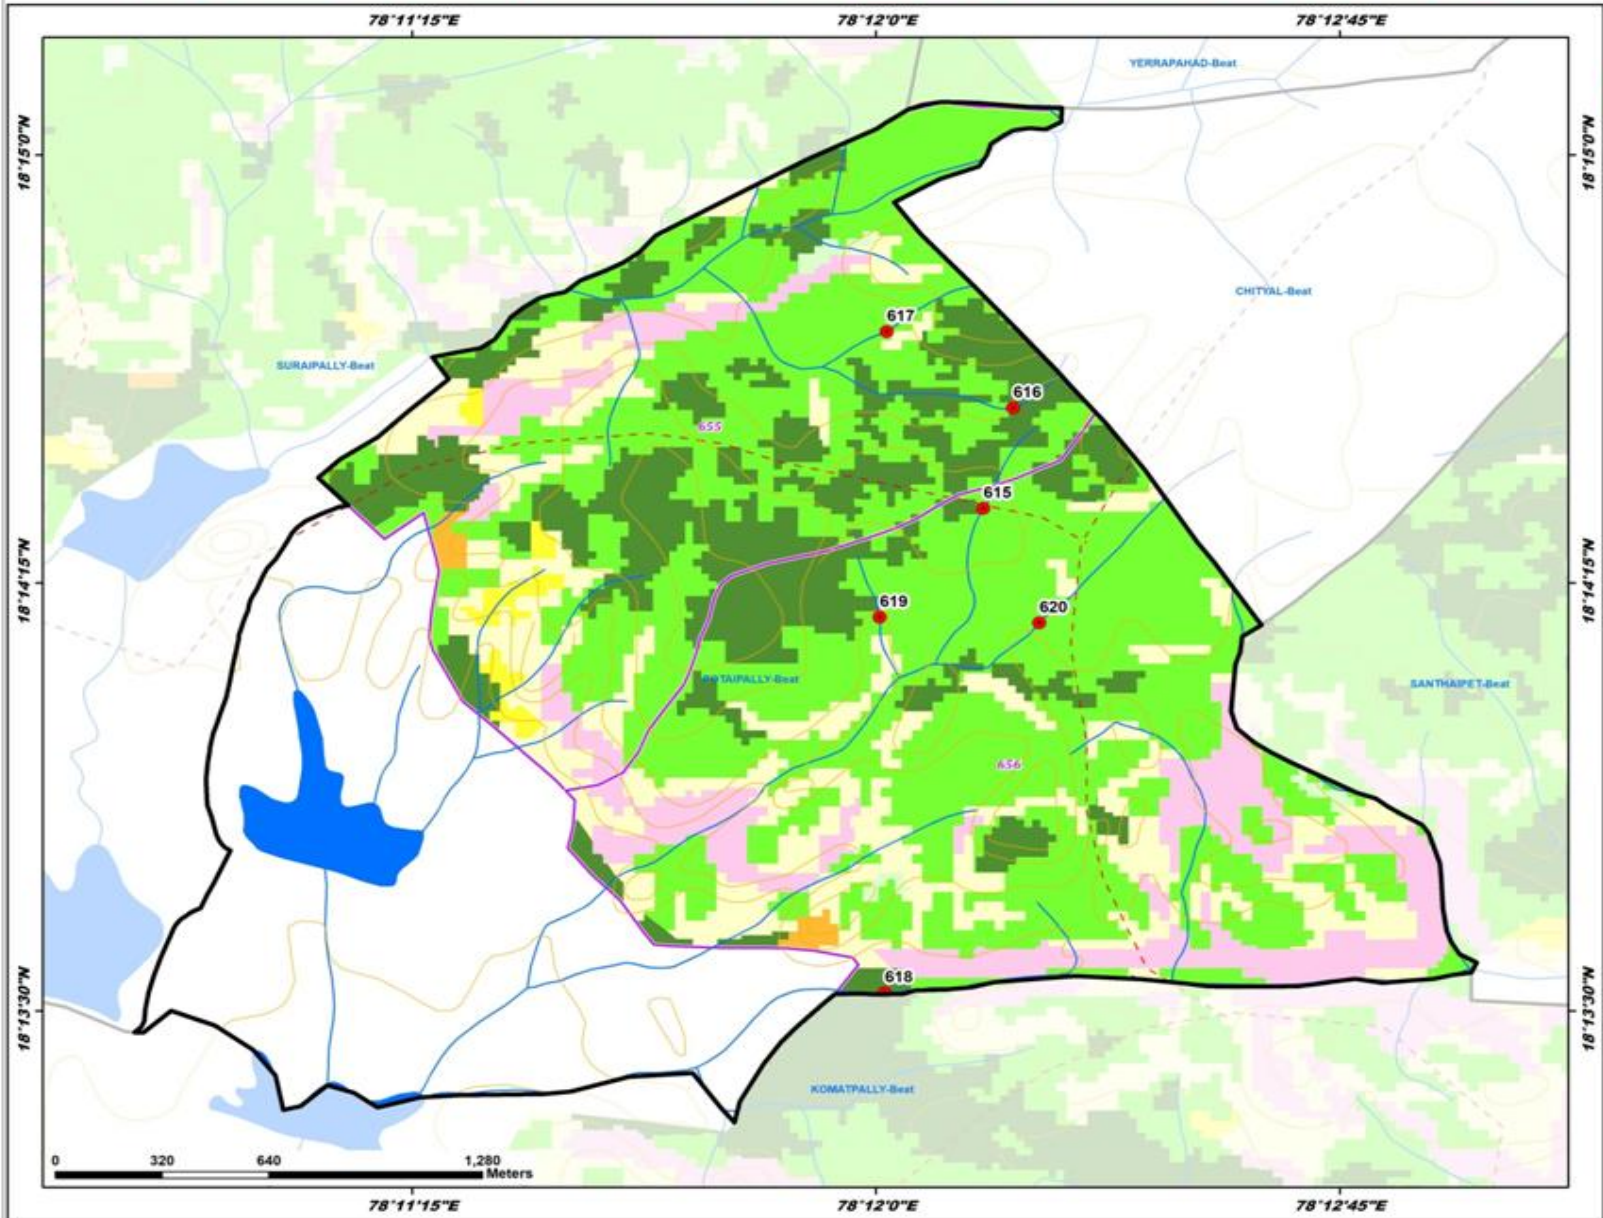 78°11'15"E 78°12'0"E 78°12'45"E
YERRAPAHAD-Beat
18°15'0"N 18°15'0"N
CHITYAL-Beat
617
SURAIPALLY-Beat
616
655
615
18°14'15"N 18°14'15"N
619
620
OTAIPALLY-Beat
SANTHAIPET-Beat
656
618
18°13'30"N 18°13'30"N
KOMATPALLY-Beat
0 320 640 1,280
Meters
78°11'15"E 78°12'0"E 78°12'45"E